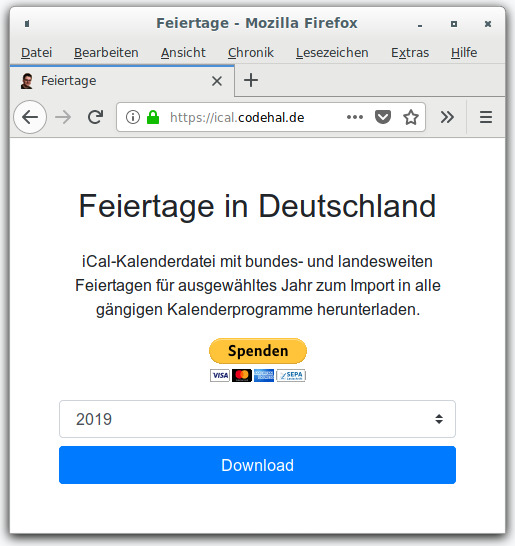 Feiertage - Mozilla Firefox
Datei Bearbeiten Ansicht Chronik Lesezeichen Extras Hilfe
Feiertage
https://ical.codehal.de
Feiertage in Deutschland
iCal-Kalenderdatei mit bundes- und landesweiten
Feiertagen für ausgewähltes Jahr zum Import in alle
gängigen Kalenderprogramme herunterladen.
Spenden
VISA SEPA
2019
Download